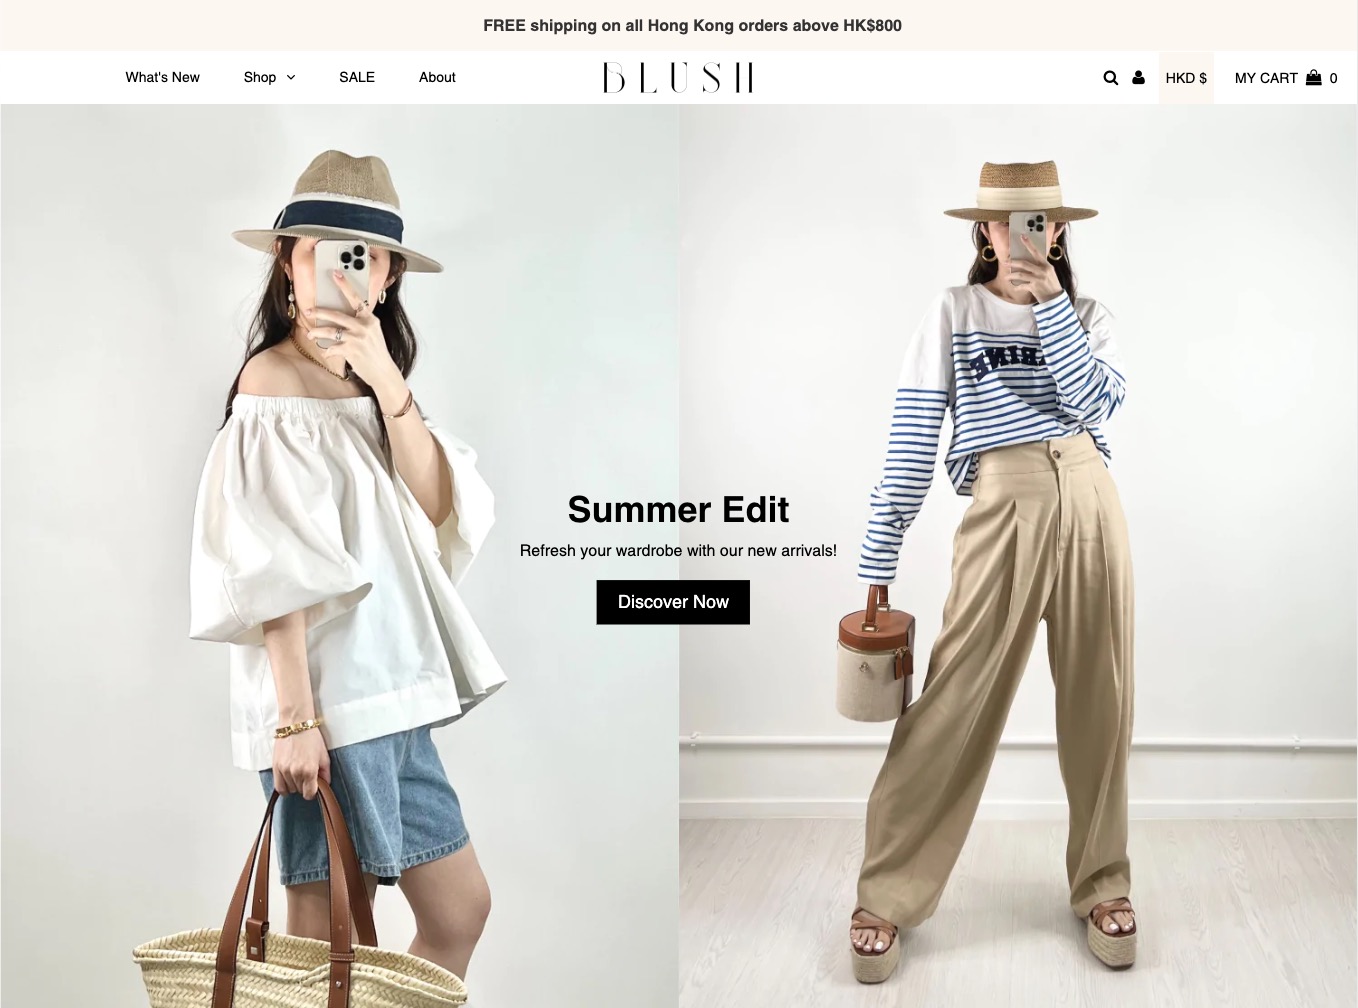 FREE shipping on all Hong Kong orders above HK$800
What's New Shop SALE About BLUSH HKD $ MY CART 0
Summer Edit
Refresh your wardrobe with our new arrivals!
Discover Now